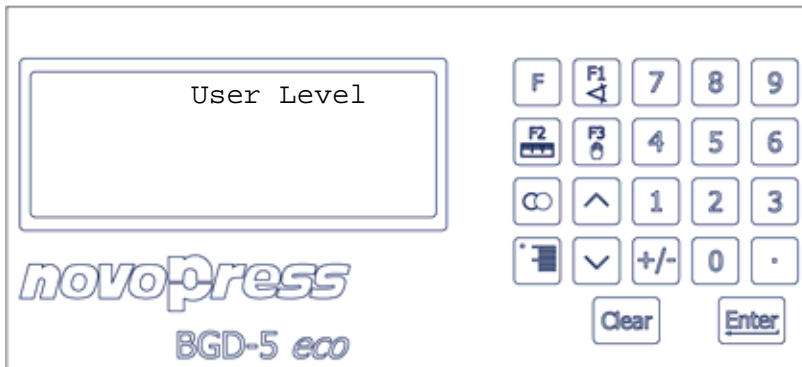 User Level
F F1 7 8 9
F2 F3 4 5 6
1 2 3
+/- 0 .
Clear Enter
novopress
BGD-5 eco